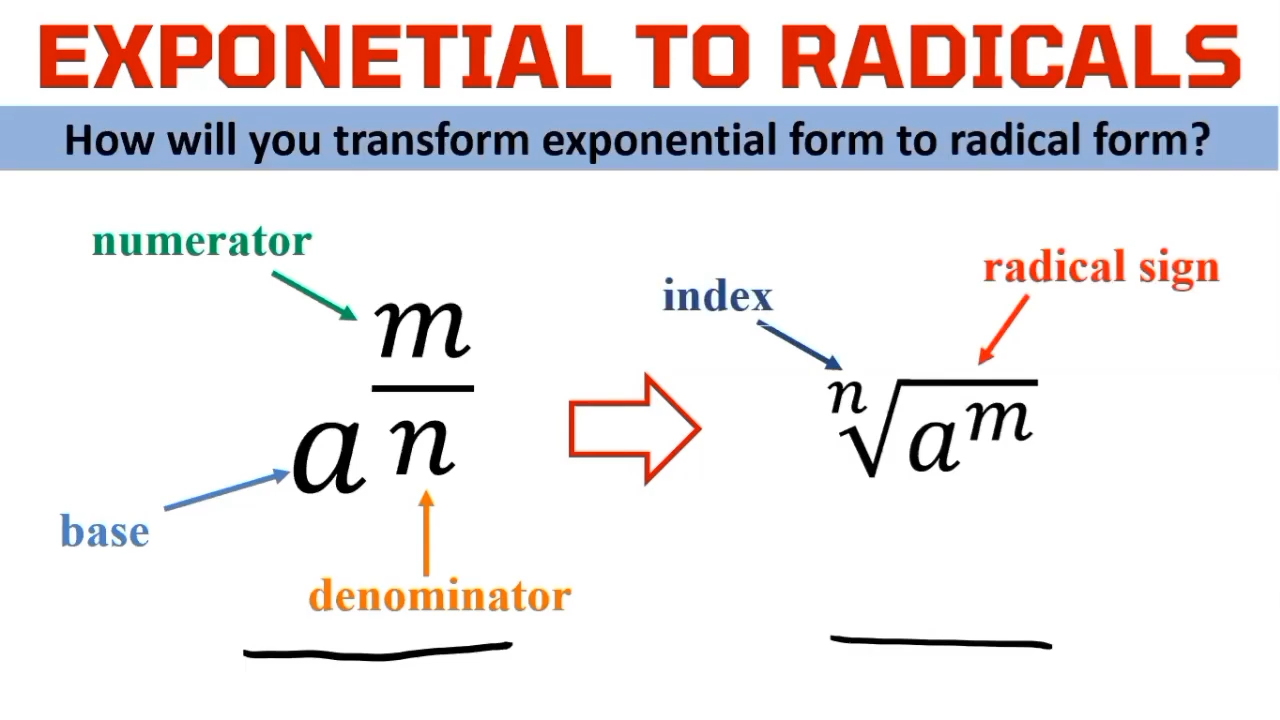 EXPONETIAL TO RADICALS
How will you transform exponential form to radical form?
numerator
m
n
a
base
denominator
index
radical sign
n√a^m